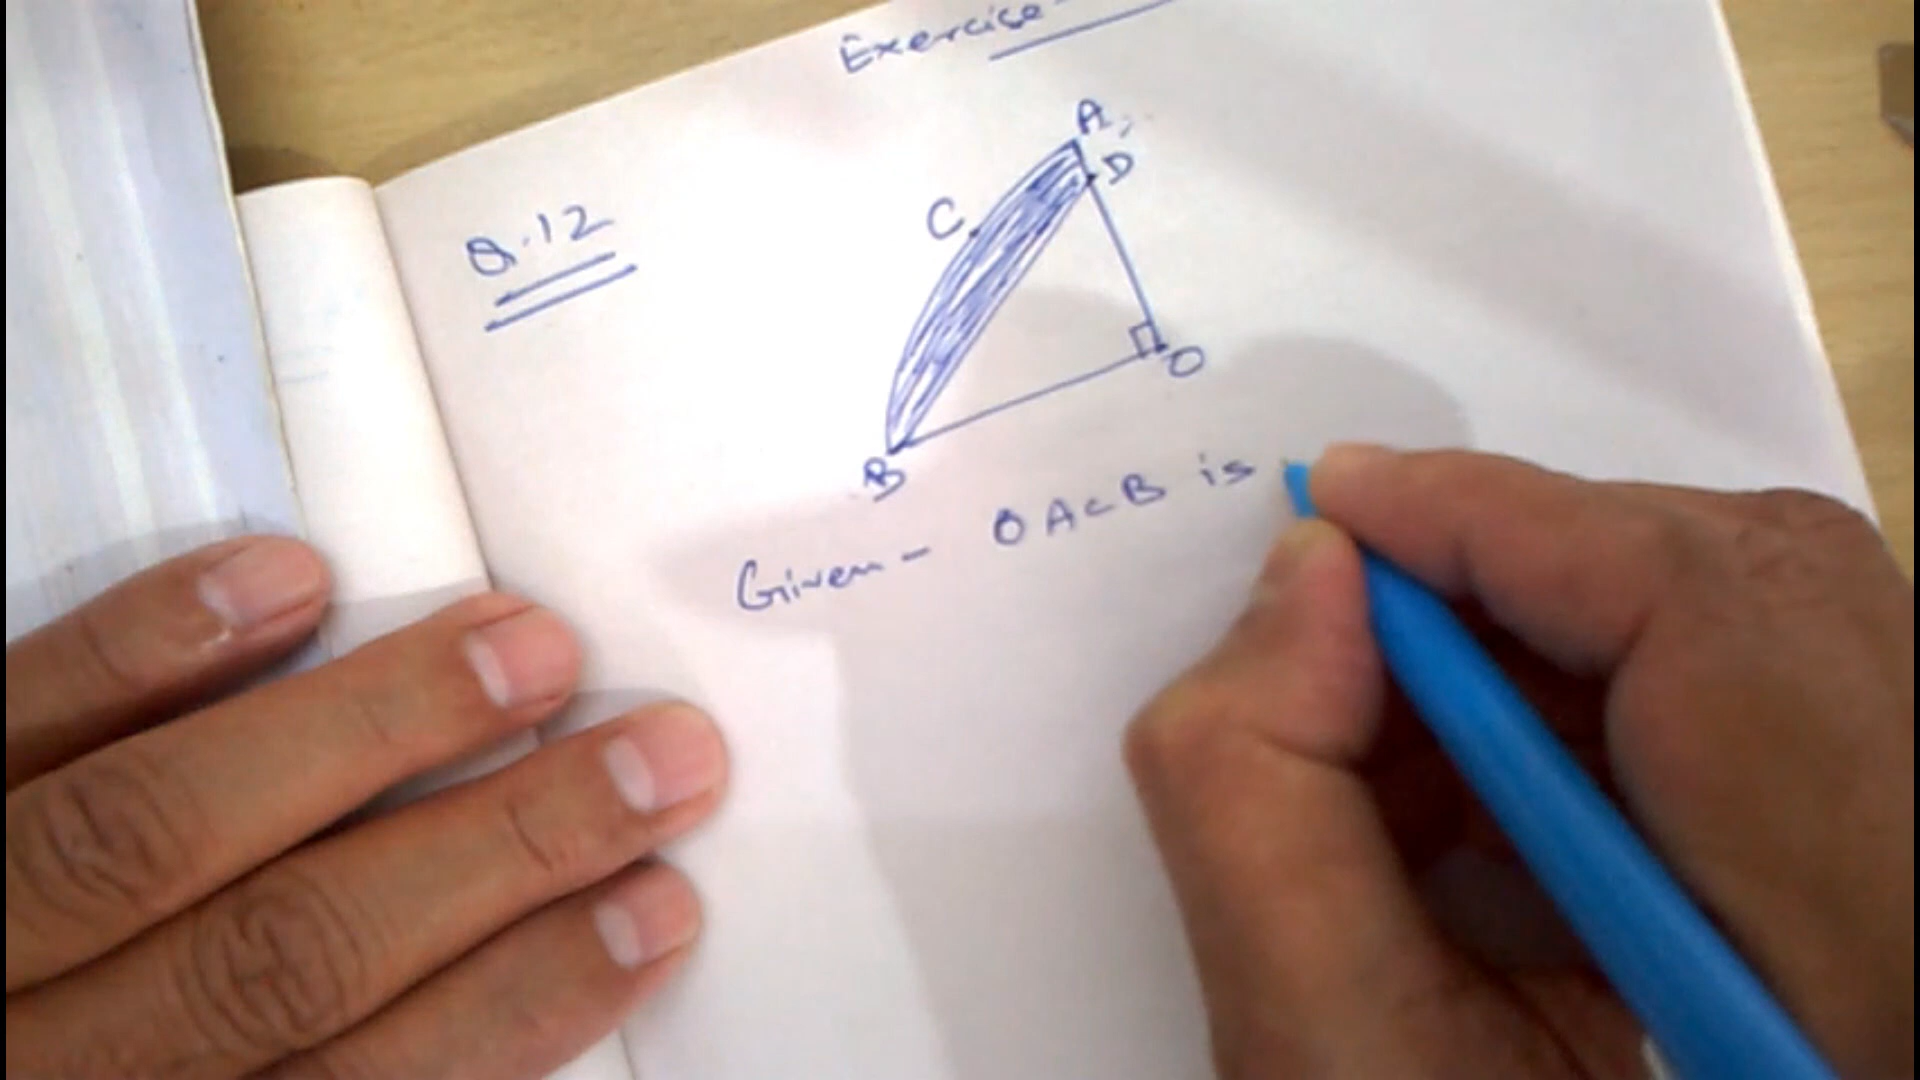 Exercise-
Q.12
A
D
C
O
B
Given - OACB is